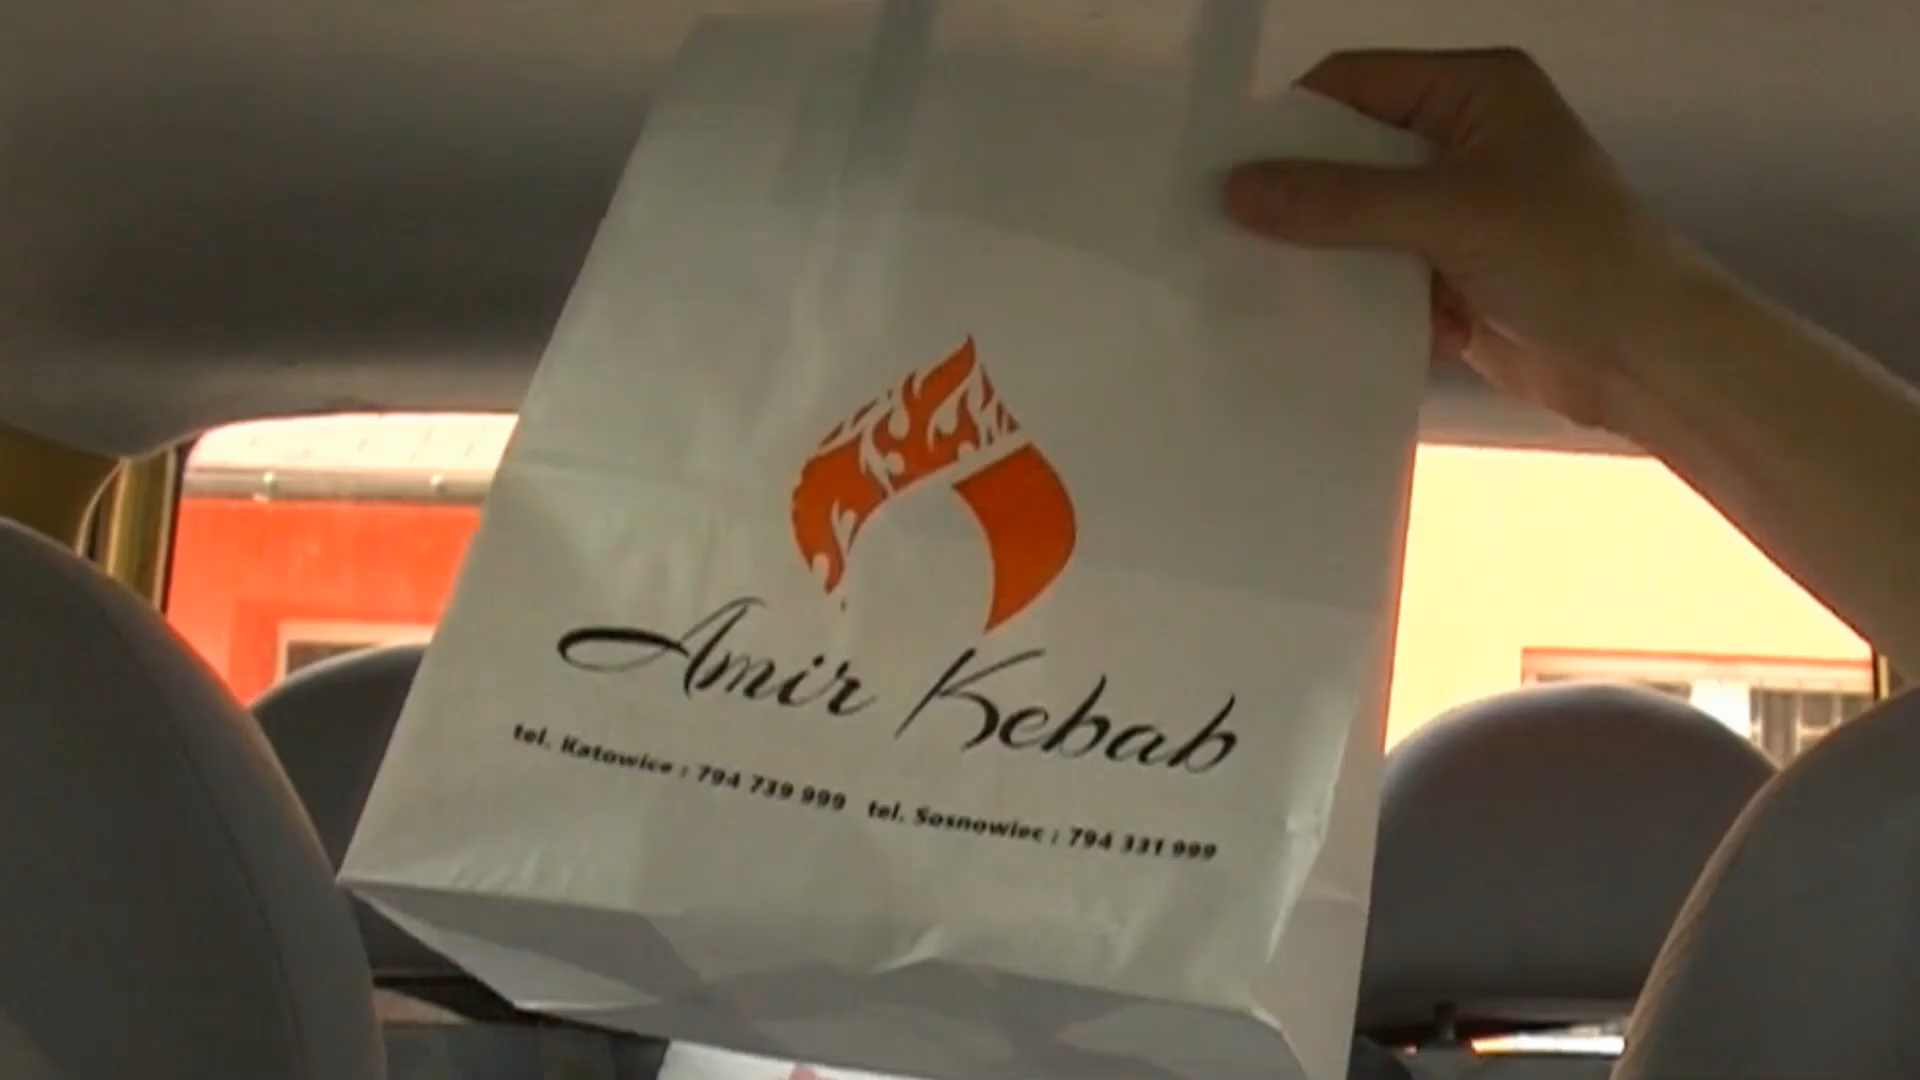 Amir Kebab
tel. Katowice : 794 739 999 tel. Sosnowiec : 794 331 999